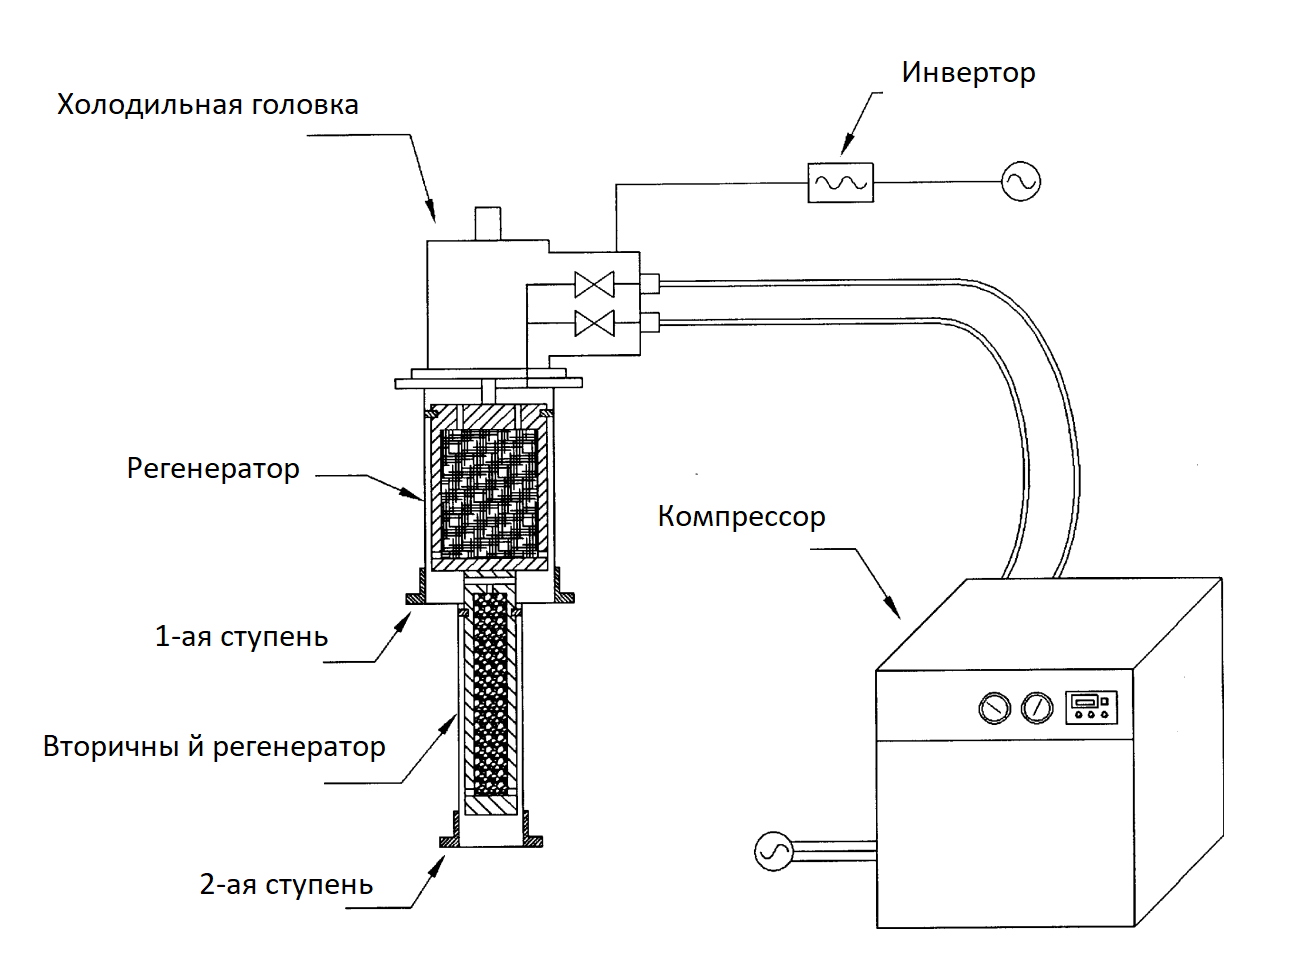 Инвертор
Холодильная головка
Регенератор
Компрессор
1-ая ступень
Вторичны й регенератор
2-ая ступень